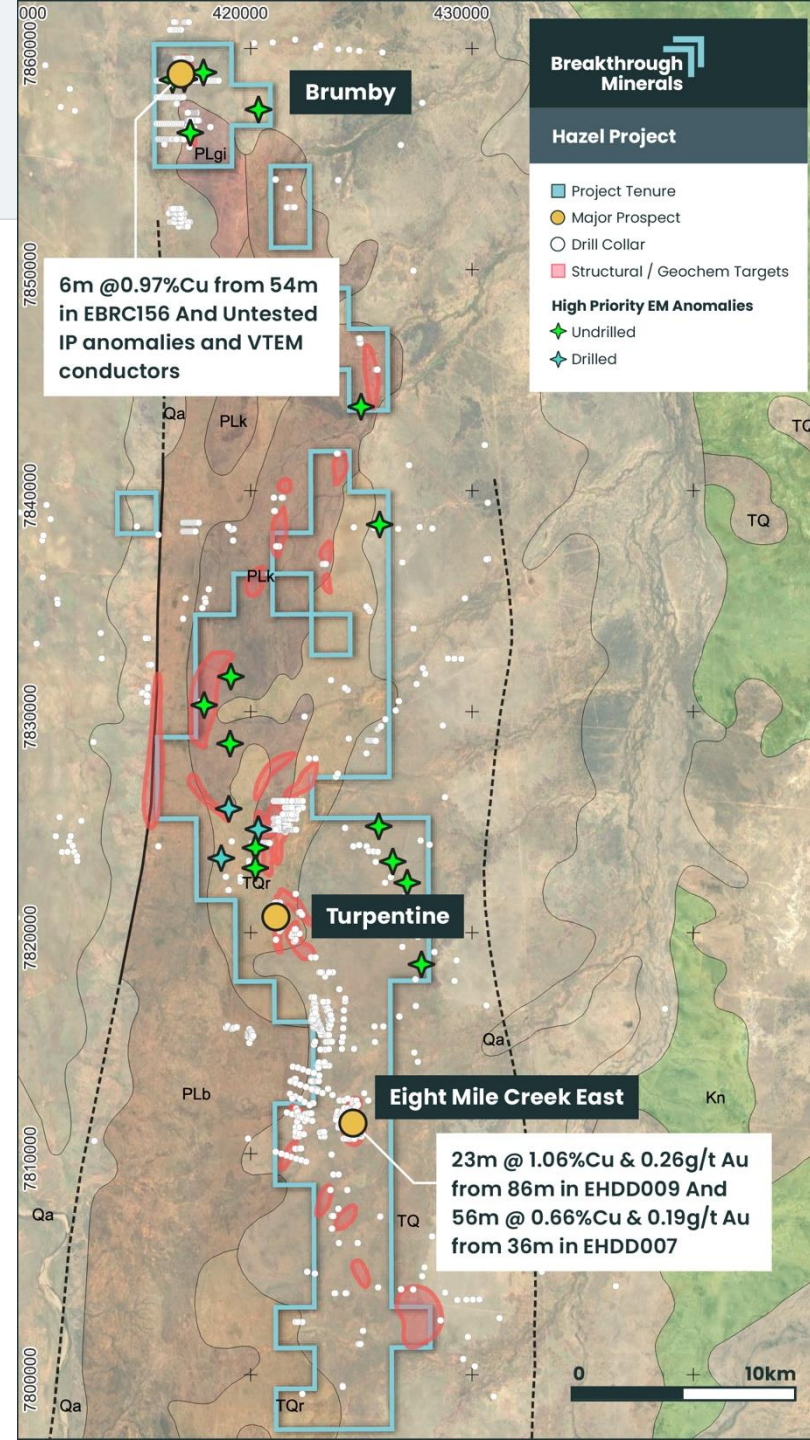 000
420000
430000
7860000
7850000
7840000
7830000
7820000
7810000
7800000
Breakthrough
Minerals
Hazel Project
Project Tenure
Major Prospect
Drill Collar
Structural / Geochem Targets
High Priority EM Anomalies
Undrilled
Drilled
Brumby
PLgi
6m @0.97%Cu from 54m
in EBRC156 And Untested
IP anomalies and VTEM
conductors
Qa
PLk
TQ
TQ
PLk
TQr
Turpentine
Qa
PLb
Kn
Eight Mile Creek East
23m @ 1.06%Cu & 0.26g/t Au
from 86m in EHDD009 And
56m @ 0.66%Cu & 0.19g/t Au
from 36m in EHDD007
Qa
TQ
Qa
TQr
0
10km